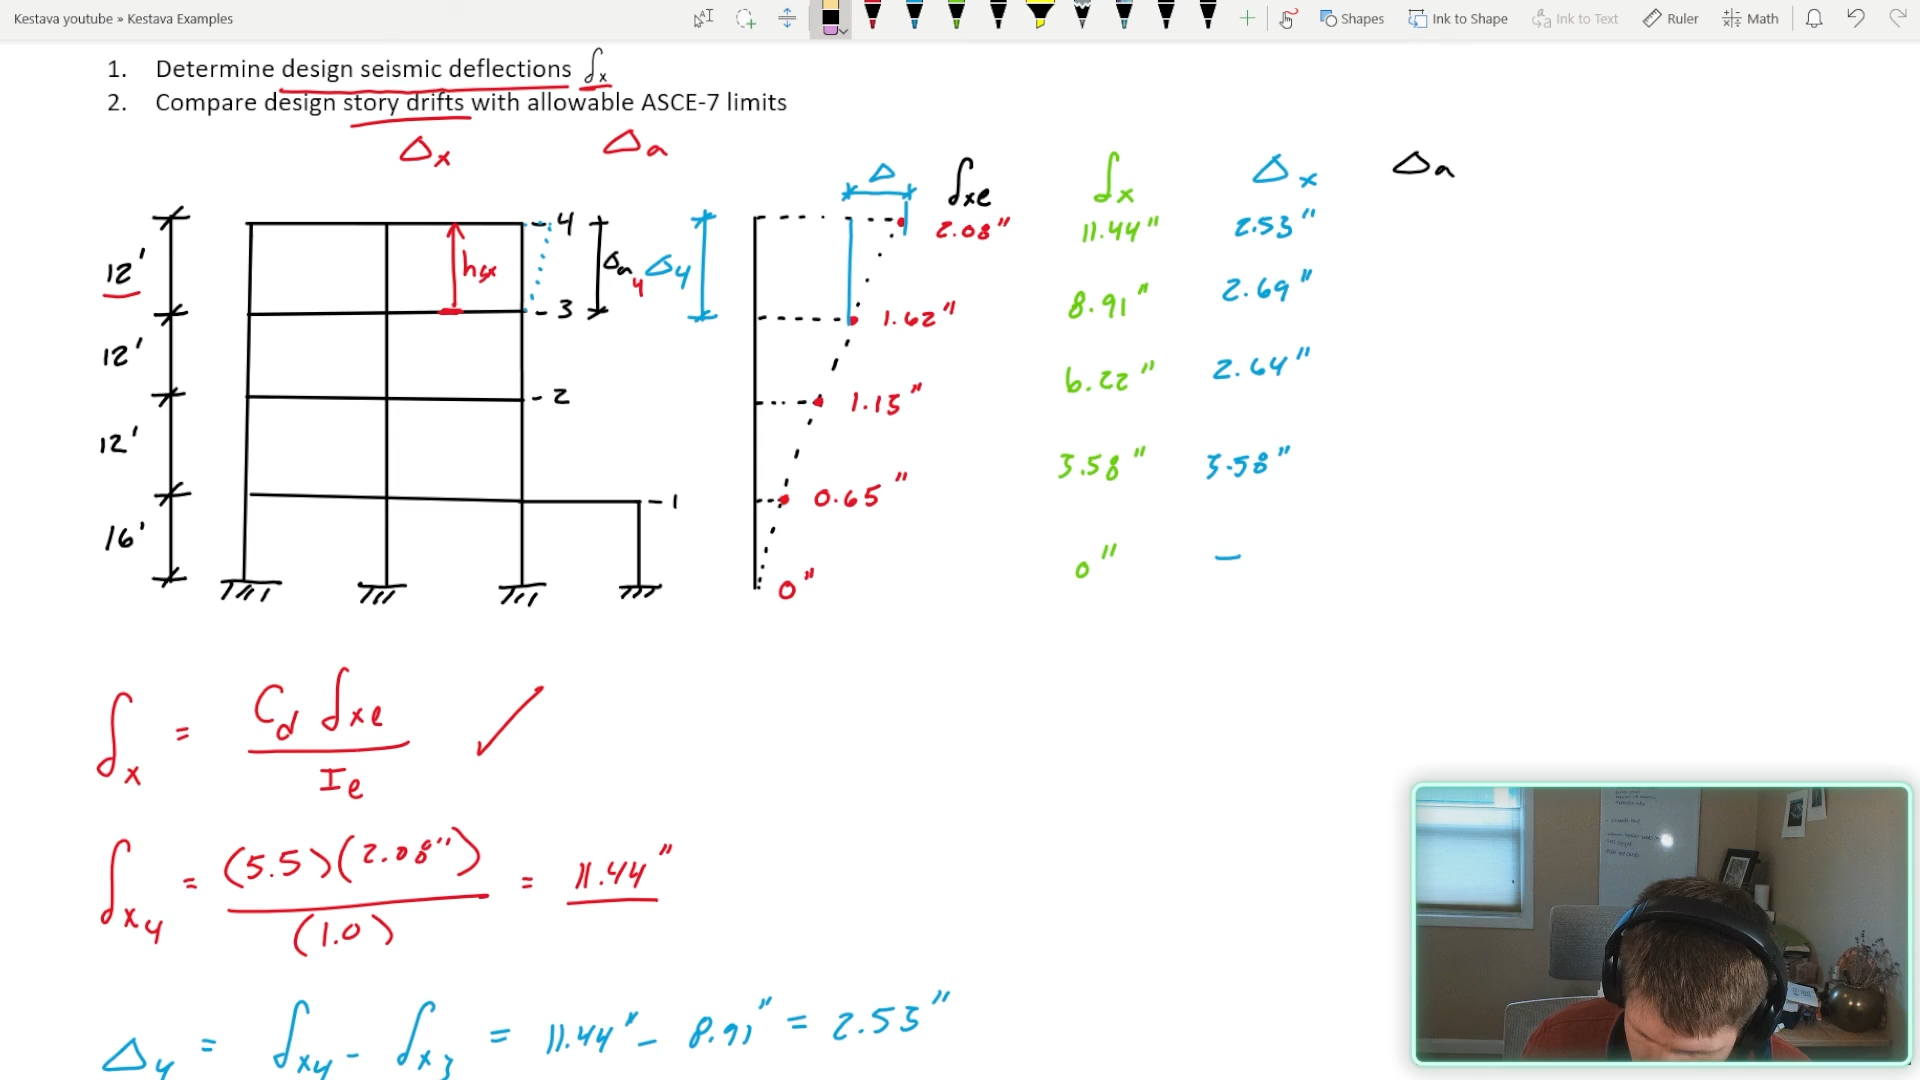 Kestava youtube » Kestava Examples
Shapes
Ink to Shape
Ink to Text
Ruler
Math
1. Determine design seismic deflections δx
2. Compare design story drifts with allowable ASCE-7 limits
Δx Δa
Δ δxe δx Δx Δa
4 2.08" 11.44" 2.53"
12' hsx Δa4 Δ4
3 1.62" 8.91" 2.69"
12'
2 1.13" 6.22" 2.64"
12'
1 0.65" 3.58" 3.58"
16'
0" 0" –
δx = Cd δxe / Ie ✓
δx4 = (5.5)(2.08") / (1.0) = 11.44"
Δ4 = δx4 - δx3 = 11.44" - 8.91" = 2.53"